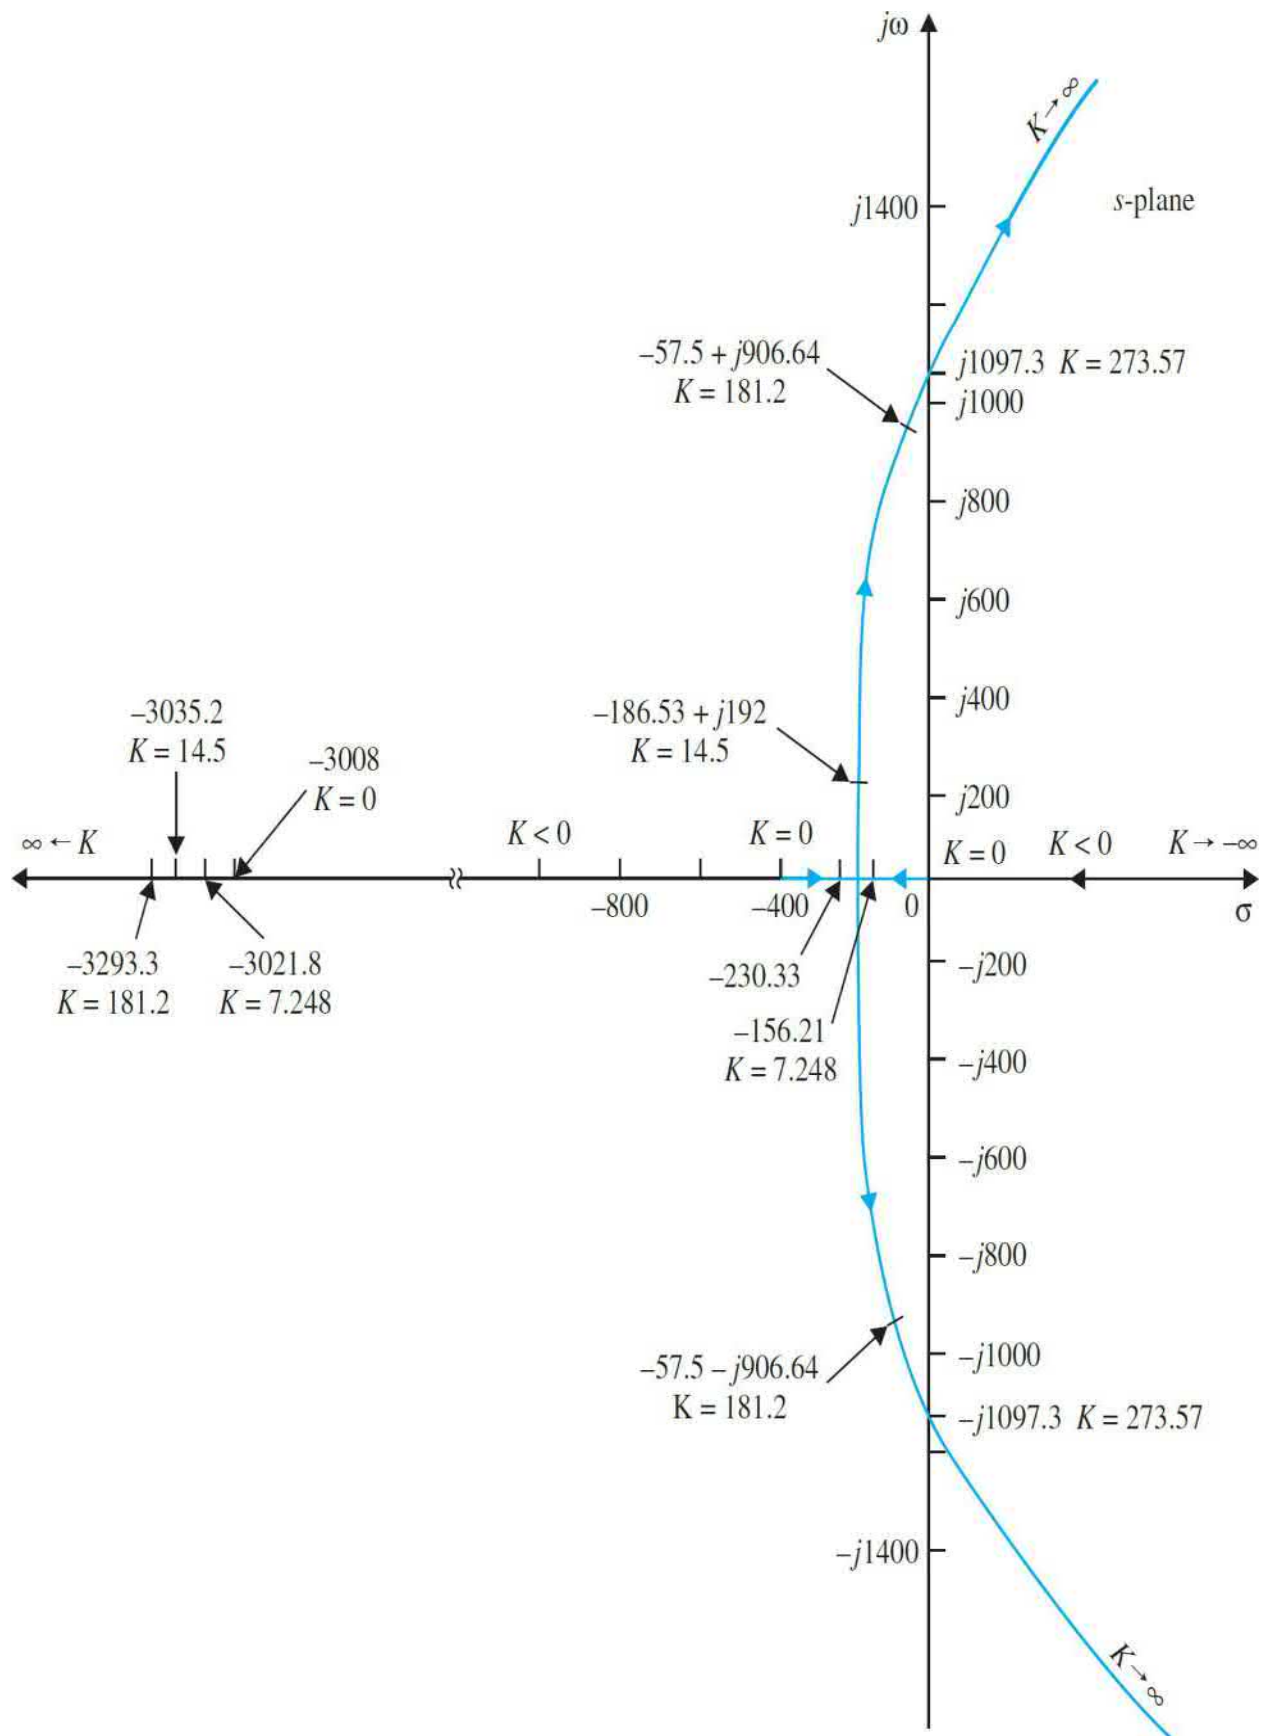 jω
K → ∞
j1400
s-plane
−57.5 + j906.64
K = 181.2
j1097.3 K = 273.57
j1000
j800
j600
j400
−186.53 + j192
K = 14.5
−3035.2
K = 14.5
−3008
K = 0
j200
∞ ← K
K < 0
K = 0
K = 0
K < 0
K → −∞
−800
−400
0
σ
−3293.3
K = 181.2
−3021.8
K = 7.248
−230.33
−j200
−156.21
K = 7.248
−j400
−j600
−j800
−57.5 − j906.64
K = 181.2
−j1000
−j1097.3 K = 273.57
−j1400
K → ∞